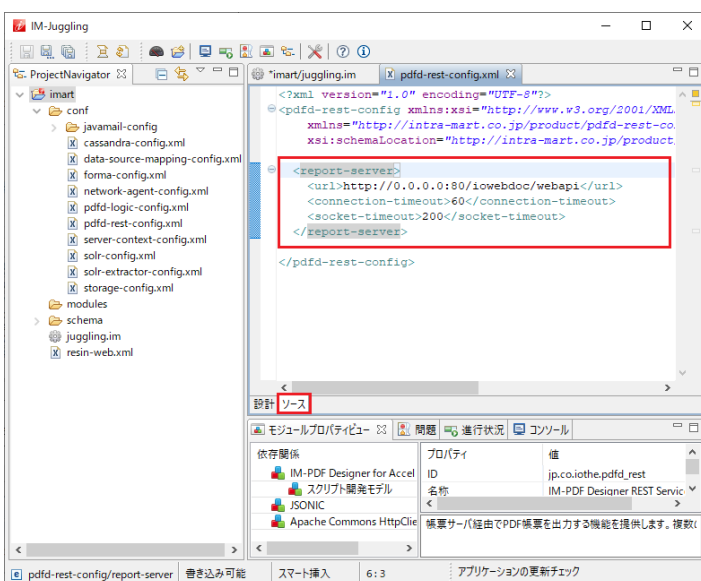 IM-Juggling
ProjectNavigator
imart
conf
javamail-config
cassandra-config.xml
data-source-mapping-config.xml
forma-config.xml
network-agent-config.xml
pdfd-logic-config.xml
pdfd-rest-config.xml
server-context-config.xml
solr-config.xml
solr-extractor-config.xml
storage-config.xml
modules
schema
juggling.im
resin-web.xml
*imart/juggling.im
pdfd-rest-config.xml
<?xml version="1.0" encoding="UTF-8"?>
<pdfd-rest-config xmlns:xsi="http://www.w3.org/2001/XML
xmlns="http://intra-mart.co.jp/product/pdfd-rest-co
xsi:schemaLocation="http://intra-mart.co.jp/product
<report-server>
<url>http://0.0.0.0:80/iowebdoc/webapi</url>
<connection-timeout>60</connection-timeout>
<socket-timeout>200</socket-timeout>
</report-server>
</pdfd-rest-config>
設計 ソース
モジュールプロパティビュー 問題 進行状況 コンソール
依存関係
IM-PDF Designer for Accel
スクリプト開発モデル
JSONIC
Apache Commons HttpClie
プロパティ 値
ID jp.co.iothe.pdfd_rest
名称 IM-PDF Designer REST Servic
帳票サーバ経由でPDF帳票を出力する機能を提供します。複数
pdfd-rest-config/report-server 書き込み可能 スマート挿入 6:3 アプリケーションの更新チェック